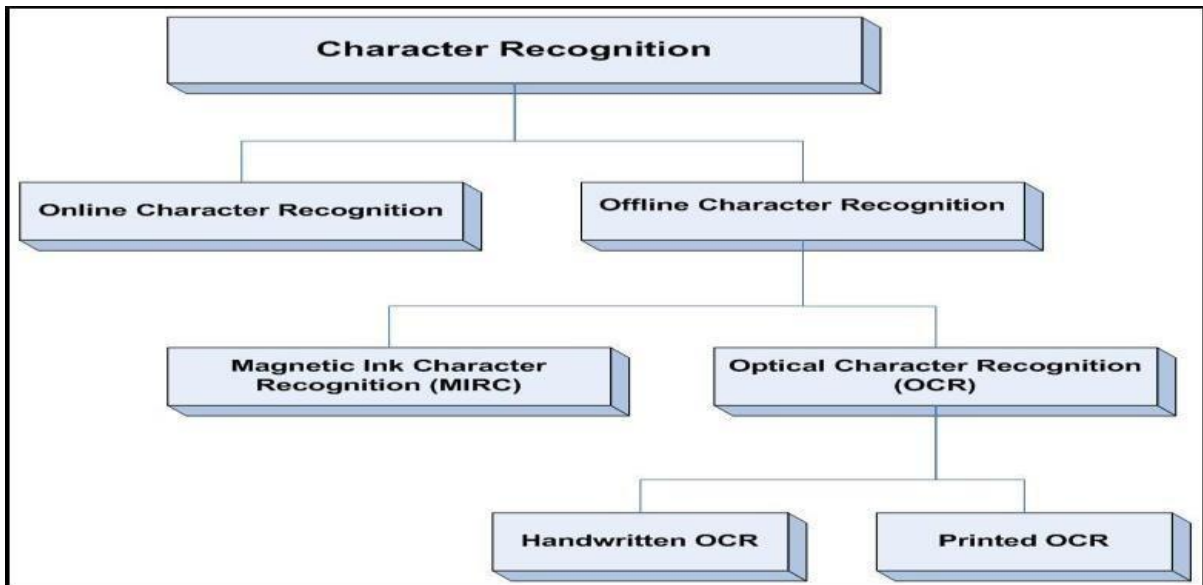 Character Recognition
Online Character Recognition
Offline Character Recognition
Magnetic Ink Character
Recognition (MIRC)
Optical Character Recognition
(OCR)
Handwritten OCR
Printed OCR